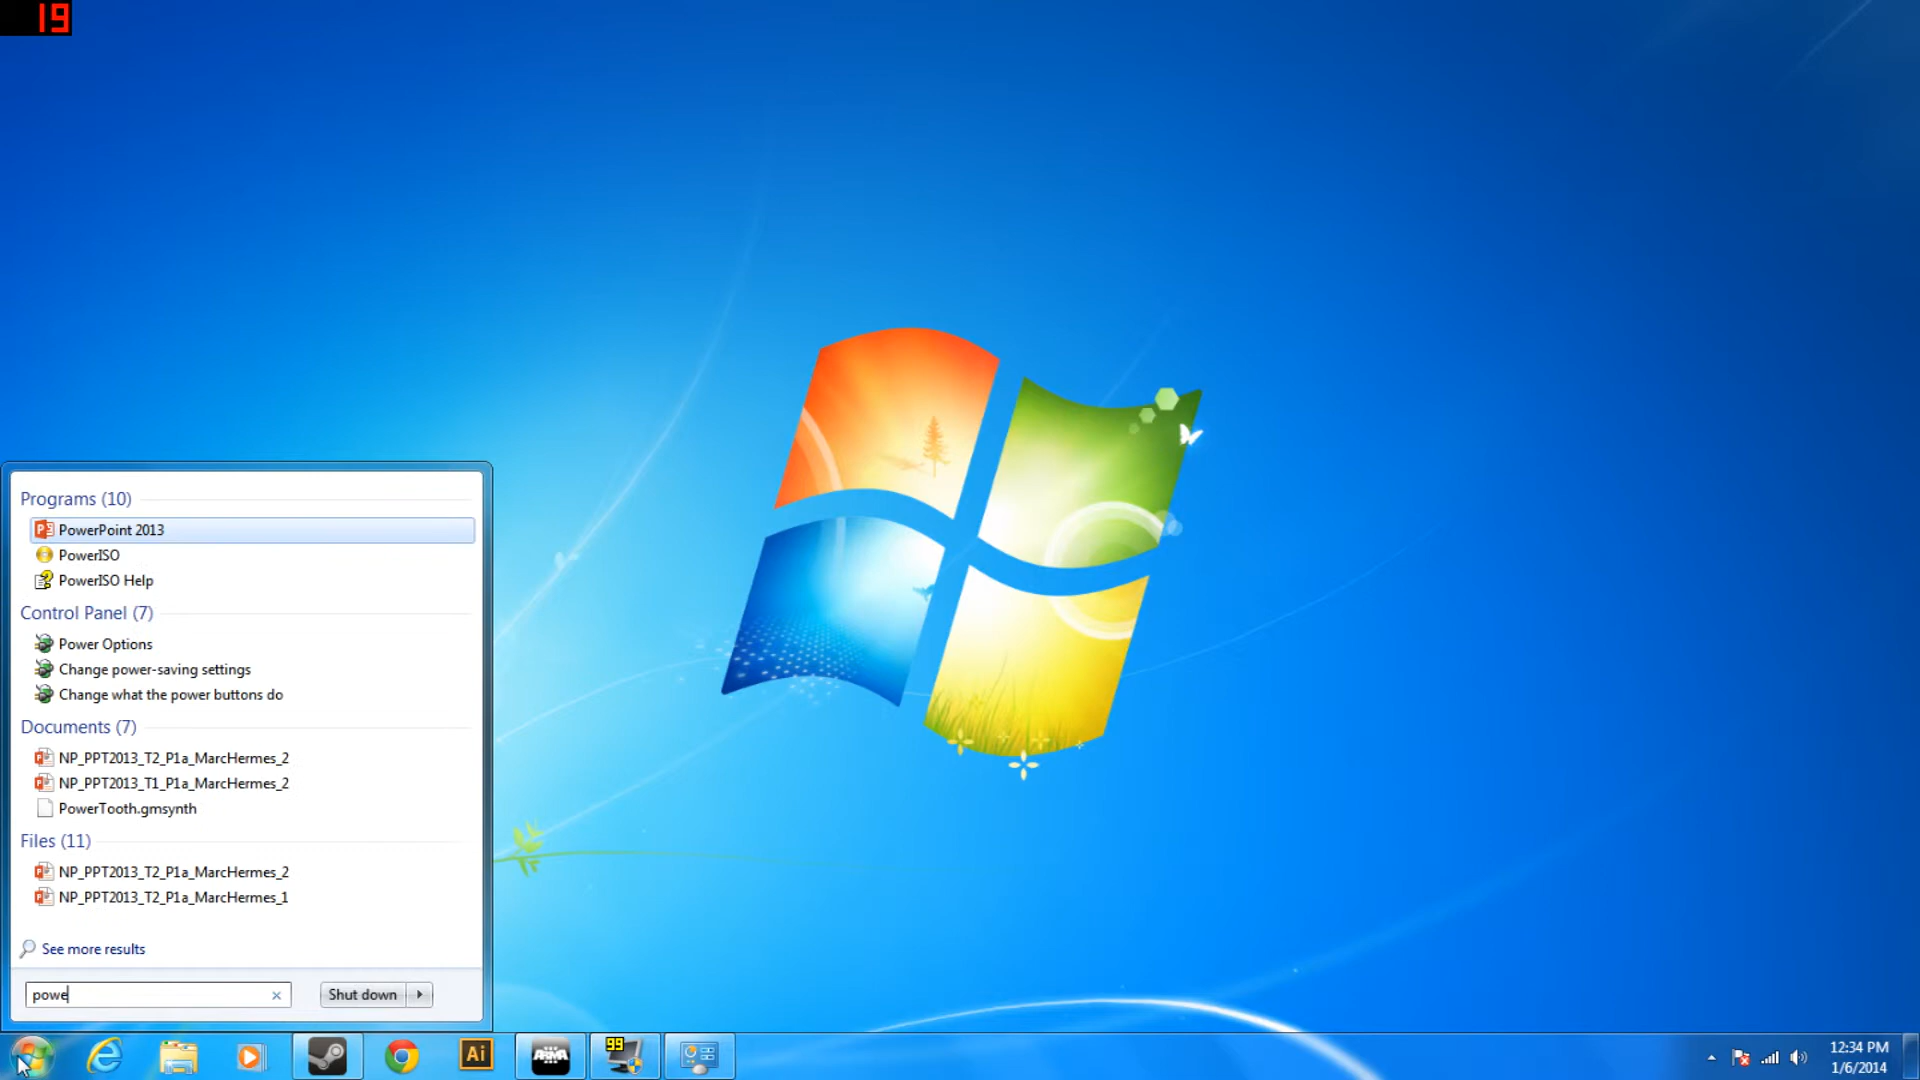 19
Programs (10)
PowerPoint 2013
PowerISO
PowerISO Help
Control Panel (7)
Power Options
Change power-saving settings
Change what the power buttons do
Documents (7)
NP_PPT2013_T2_P1a_MarcHermes_2
NP_PPT2013_T1_P1a_MarcHermes_2
PowerTooth.gmsynth
Files (11)
NP_PPT2013_T2_P1a_MarcHermes_2
NP_PPT2013_T2_P1a_MarcHermes_1
See more results
powe
Shut down
Ai
ARMA
99
12:34 PM
1/6/2014